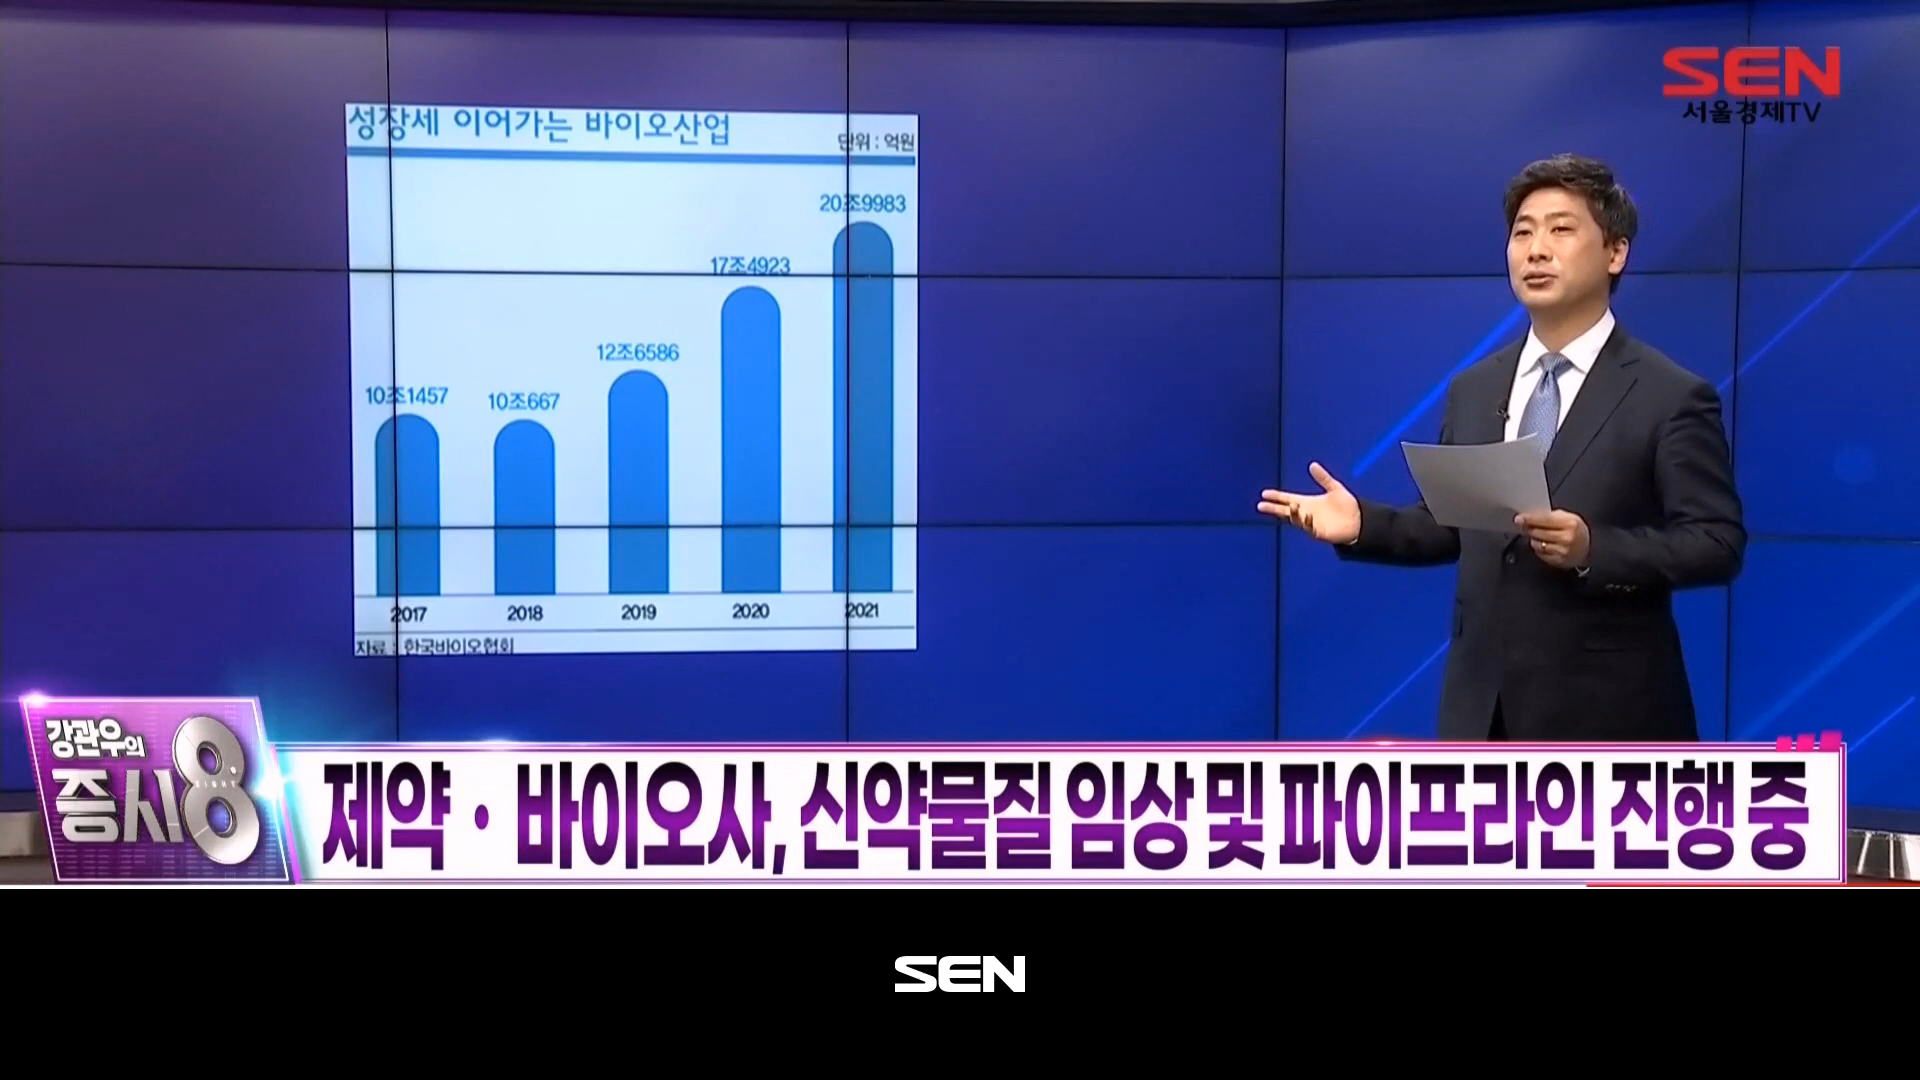 SEN
서울경제TV
성장세 이어가는 바이오산업
단위 : 억원
20조9983
17조4923
12조6586
10조1457
10조667
2017 2018 2019 2020 2021
자료 : 한국바이오협회
강관우의
증시8
EIGHT
제약·바이오사, 신약물질 임상 및 파이프라인 진행 중
SEN